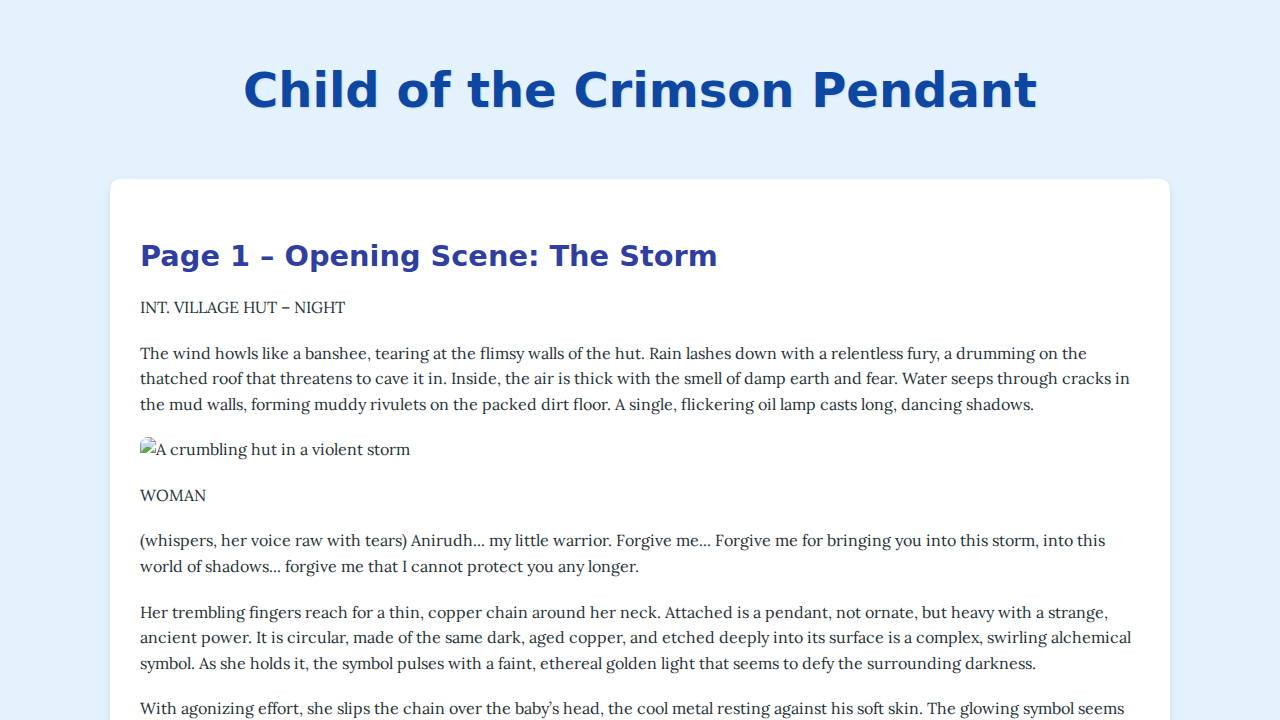 Child of the Crimson Pendant
Page 1 – Opening Scene: The Storm
INT. VILLAGE HUT – NIGHT
The wind howls like a banshee, tearing at the flimsy walls of the hut. Rain lashes down with a relentless fury, a drumming on the
thatched roof that threatens to cave it in. Inside, the air is thick with the smell of damp earth and fear. Water seeps through cracks in
the mud walls, forming muddy rivulets on the packed dirt floor. A single, flickering oil lamp casts long, dancing shadows.
A crumbling hut in a violent storm
WOMAN
(whispers, her voice raw with tears) Anirudh... my little warrior. Forgive me... Forgive me for bringing you into this storm, into this
world of shadows... forgive me that I cannot protect you any longer.
Her trembling fingers reach for a thin, copper chain around her neck. Attached is a pendant, not ornate, but heavy with a strange,
ancient power. It is circular, made of the same dark, aged copper, and etched deeply into its surface is a complex, swirling alchemical
symbol. As she holds it, the symbol pulses with a faint, ethereal golden light that seems to defy the surrounding darkness.
With agonizing effort, she slips the chain over the baby’s head, the cool metal resting against his soft skin. The glowing symbol seems